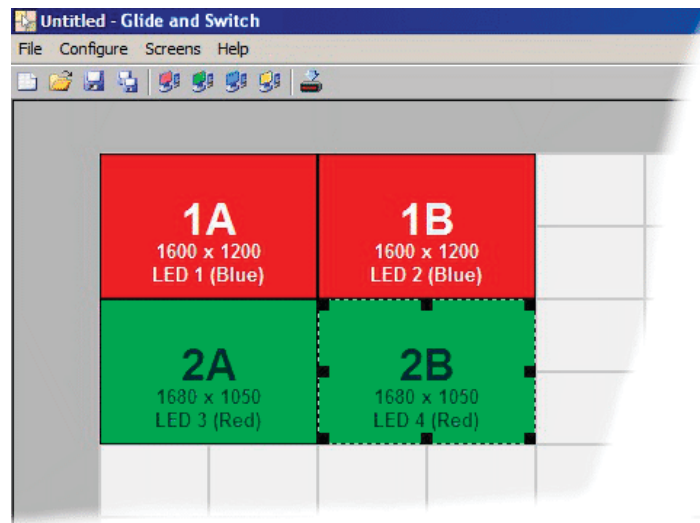 Untitled - Glide and Switch
File Configure Screens Help
1A
1600 x 1200
LED 1 (Blue)
1B
1600 x 1200
LED 2 (Blue)
2A
1680 x 1050
LED 3 (Red)
2B
1680 x 1050
LED 4 (Red)